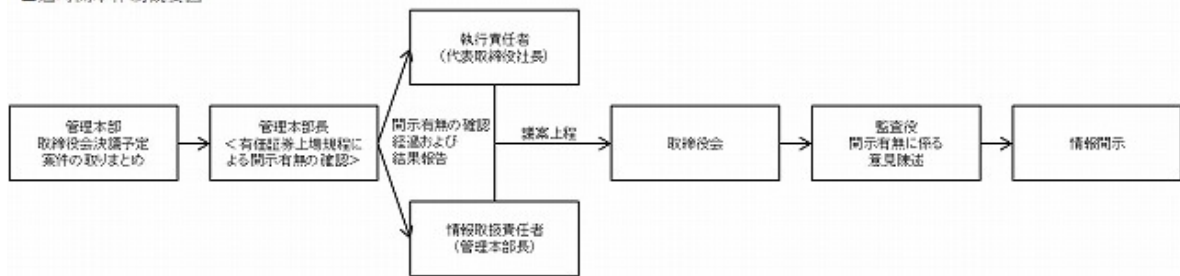 管理本部
取締役会決議予定
案件の取りまとめ
管理本部長
＜有価証券上場規程に
よる開示有無の確認＞
執行責任者
（代表取締役社長）
開示有無の確認
経過および
結果報告
情報取扱責任者
（管理本部長）
議案上程
取締役会
監査役
開示有無に係る
意見陳述
情報開示